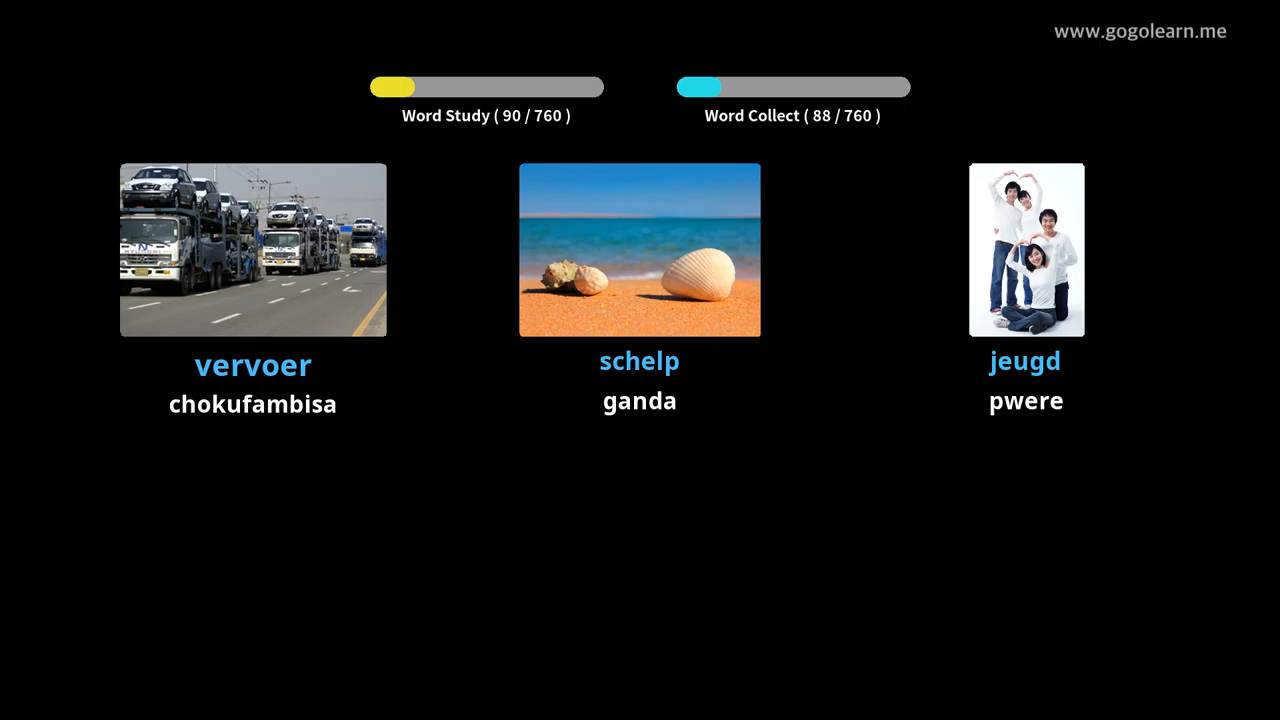 www.gogolearn.me
Word Study ( 90 / 760 )
Word Collect ( 88 / 760 )
vervoer
chokufambisa
schelp
ganda
jeugd
pwere